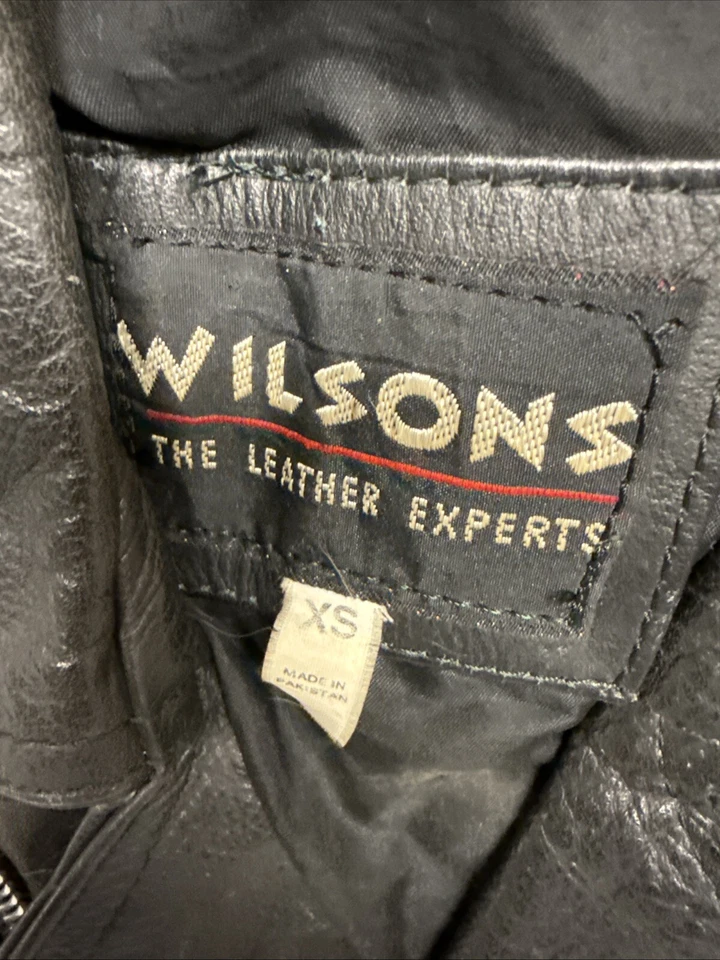 WILSONS
THE LEATHER EXPERTS
XS
MADE IN
PAKISTAN